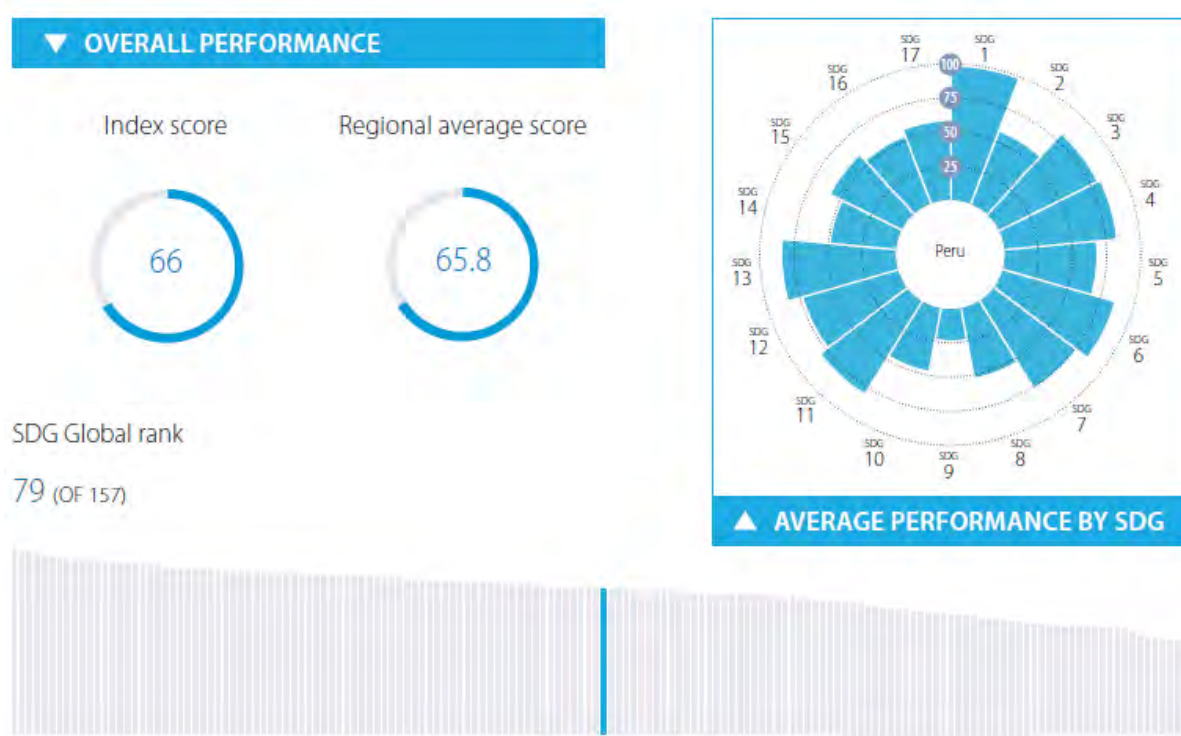 ▼ OVERALL PERFORMANCE
Index score
Regional average score
66
65.8
SDG Global rank
79 (OF 157)
SDG 1
SDG 2
SDG 3
SDG 4
SDG 5
SDG 6
SDG 7
SDG 8
SDG 9
SDG 10
SDG 11
SDG 12
SDG 13
SDG 14
SDG 15
SDG 16
SDG 17
100
75
50
25
Peru
▲ AVERAGE PERFORMANCE BY SDG